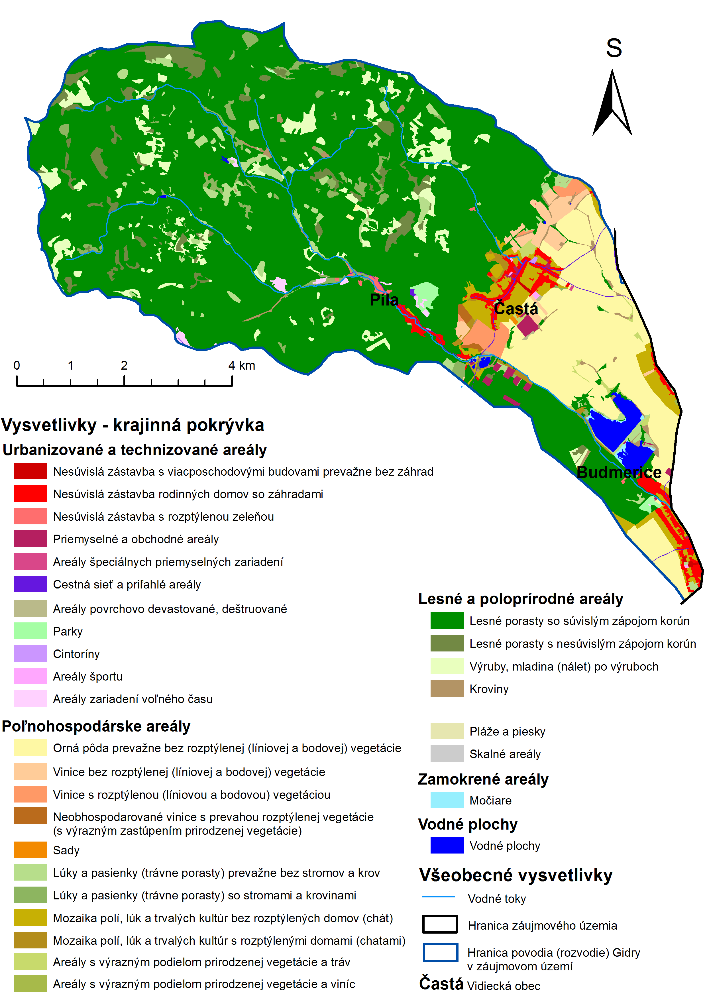 S
Píla
Častá
0 1 2 4 km
Budmerice
Vysvetlivky - krajinná pokrývka
Urbanizované a technizované areály
Nesúvislá zástavba s viacposchodovými budovami prevažne bez záhrad
Nesúvislá zástavba rodinných domov so záhradami
Nesúvislá zástavba s rozptýlenou zeleňou
Priemyselné a obchodné areály
Areály špeciálnych priemyselných zariadení
Cestná sieť a priľahlé areály
Areály povrchovo devastované, deštruované
Parky
Cintoríny
Areály športu
Areály zariadení voľného času
Poľnohospodárske areály
Orná pôda prevažne bez rozptýlenej (líniovej a bodovej) vegetácie
Vinice bez rozptýlenej (líniovej a bodovej) vegetácie
Vinice s rozptýlenou (líniovou a bodovou) vegetáciou
Neobhospodarované vinice s prevahou rozptýlenej vegetácie
(s výrazným zastúpením prirodzenej vegetácie)
Sady
Lúky a pasienky (trávne porasty) prevažne bez stromov a krov
Lúky a pasienky (trávne porasty) so stromami a krovinami
Mozaika polí, lúk a trvalých kultúr bez rozptýlených domov (chát)
Mozaika polí, lúk a trvalých kultúr s rozptýlenými domami (chatami)
Areály s výrazným podielom prirodzenej vegetácie a tráv
Areály s výrazným podielom prirodzenej vegetácie a viníc
Lesné a poloprírodné areály
Lesné porasty so súvislým zápojom korún
Lesné porasty s nesúvislým zápojom korún
Výruby, mladina (nálet) po výruboch
Kroviny
Pláže a piesky
Skalné areály
Zamokrené areály
Močiare
Vodné plochy
Vodné plochy
Všeobecné vysvetlivky
Vodné toky
Hranica záujmového územia
Hranica povodia (rozvodie) Gidry
v záujmovom území
Častá Vidiecká obec